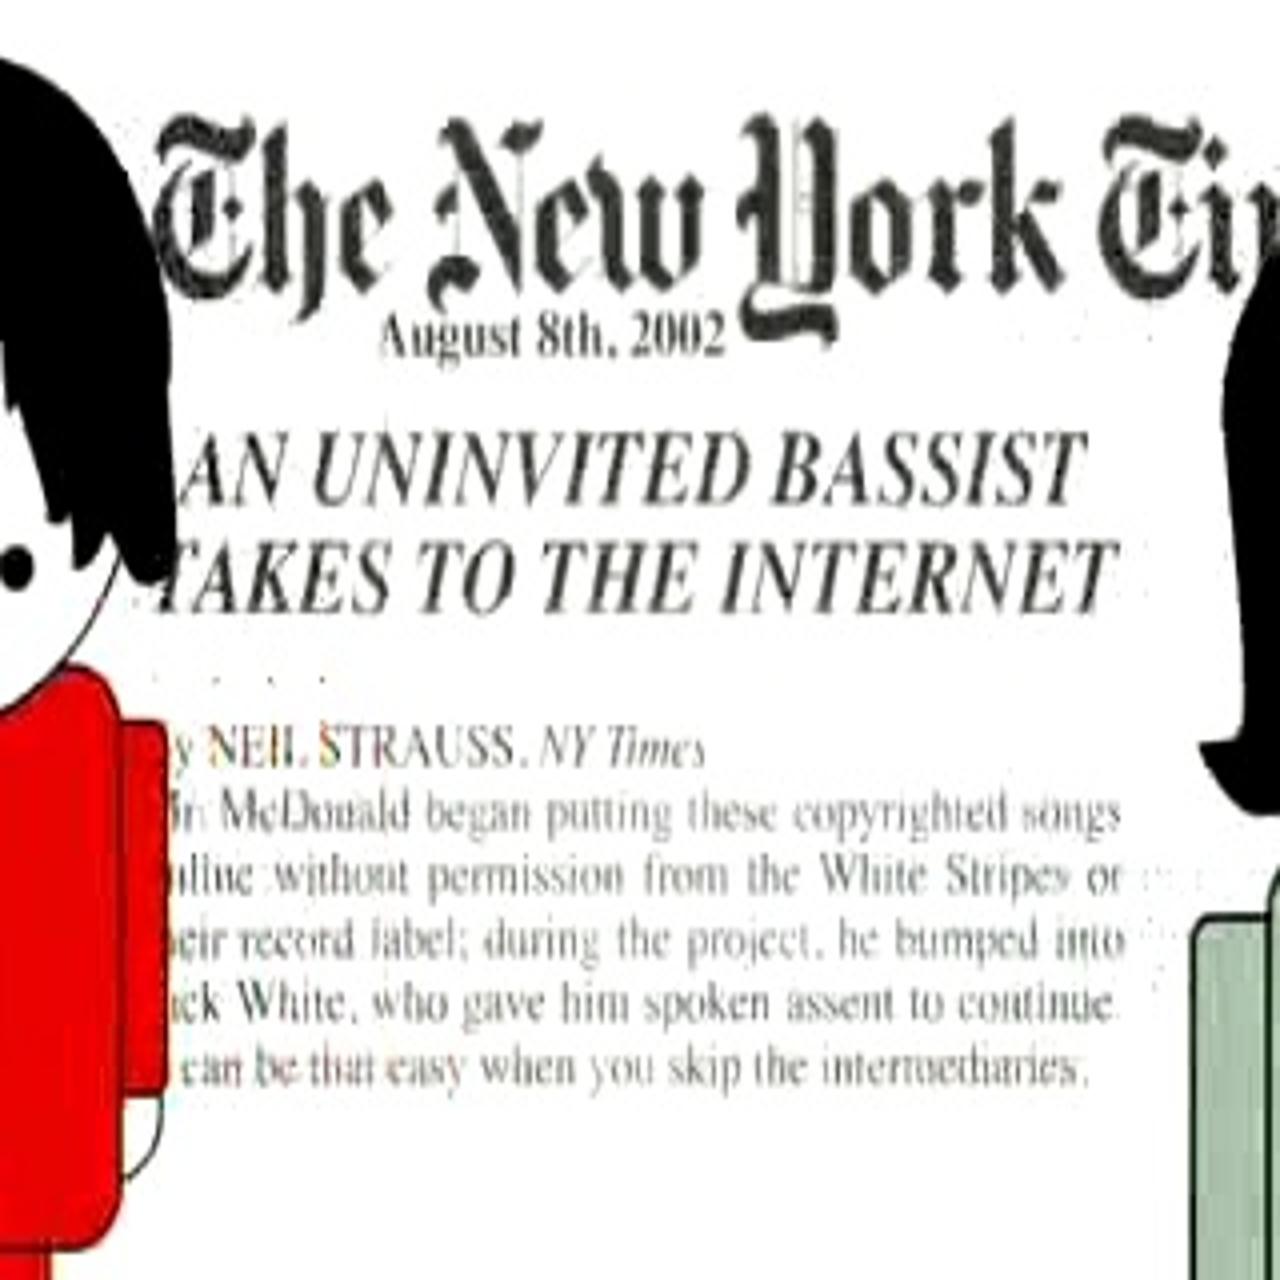 The New York Ti
August 8th, 2002
AN UNINVITED BASSIST
TAKES TO THE INTERNET
y NEIL STRAUSS, NY Times
r. McDonald began putting these copyrighted songs
nline without permission from the White Stripes or
eir record label; during the project, he bumped into
ck White, who gave him spoken assent to continue.
can be that easy when you skip the intermediaries.